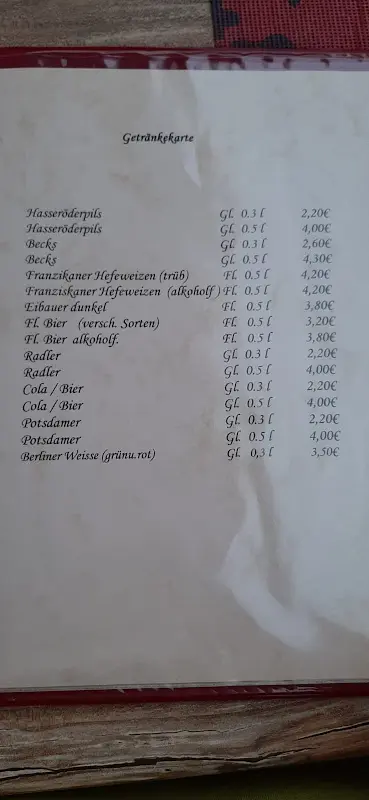 Getränkekarte
Hasseröderpils Gl. 0.3 l 2,20€
Hasseröderpils Gl. 0.5 l 4,00€
Becks Gl. 0.3 l 2,60€
Becks Gl. 0.5 l 4,30€
Franzikaner Hefeweizen (trüb) Fl. 0.5 l 4,20€
Franziskaner Hefeweizen (alkoholf.) Fl. 0.5 l 4,20€
Eibauer dunkel Fl. 0.5 l 3,80€
Fl. Bier (versch. Sorten) Fl. 0.5 l 3,20€
Fl. Bier alkoholf. Fl. 0.5 l 3,80€
Radler Gl. 0.3 l 2,20€
Radler Gl. 0.5 l 4,00€
Cola / Bier Gl. 0.3 l 2,20€
Cola / Bier Gl. 0.5 l 4,00€
Potsdamer Gl. 0.3 l 2,20€
Potsdamer Gl. 0.5 l 4,00€
Berliner Weisse (grünu.rot) Gl. 0,3 l 3,50€